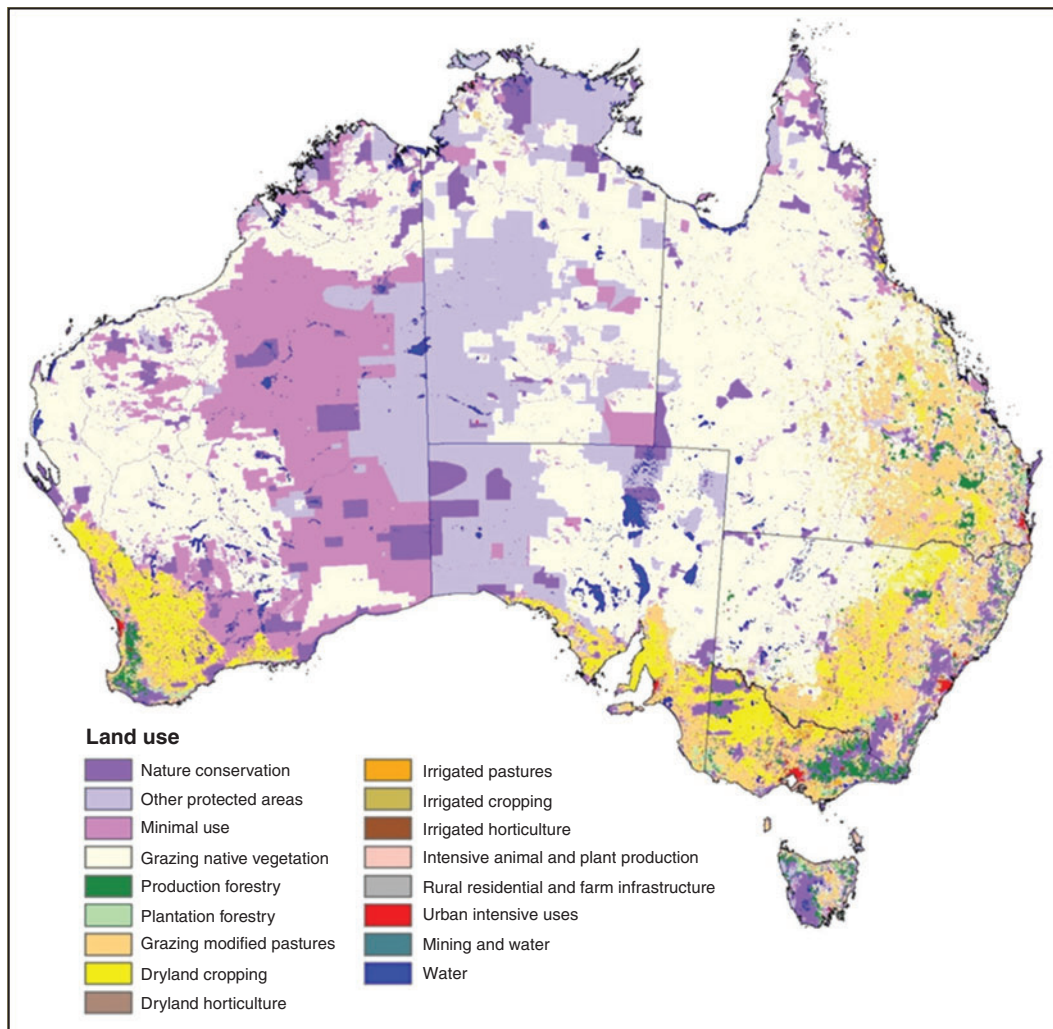 Land use
Nature conservation
Other protected areas
Minimal use
Grazing native vegetation
Production forestry
Plantation forestry
Grazing modified pastures
Dryland cropping
Dryland horticulture
Irrigated pastures
Irrigated cropping
Irrigated horticulture
Intensive animal and plant production
Rural residential and farm infrastructure
Urban intensive uses
Mining and water
Water